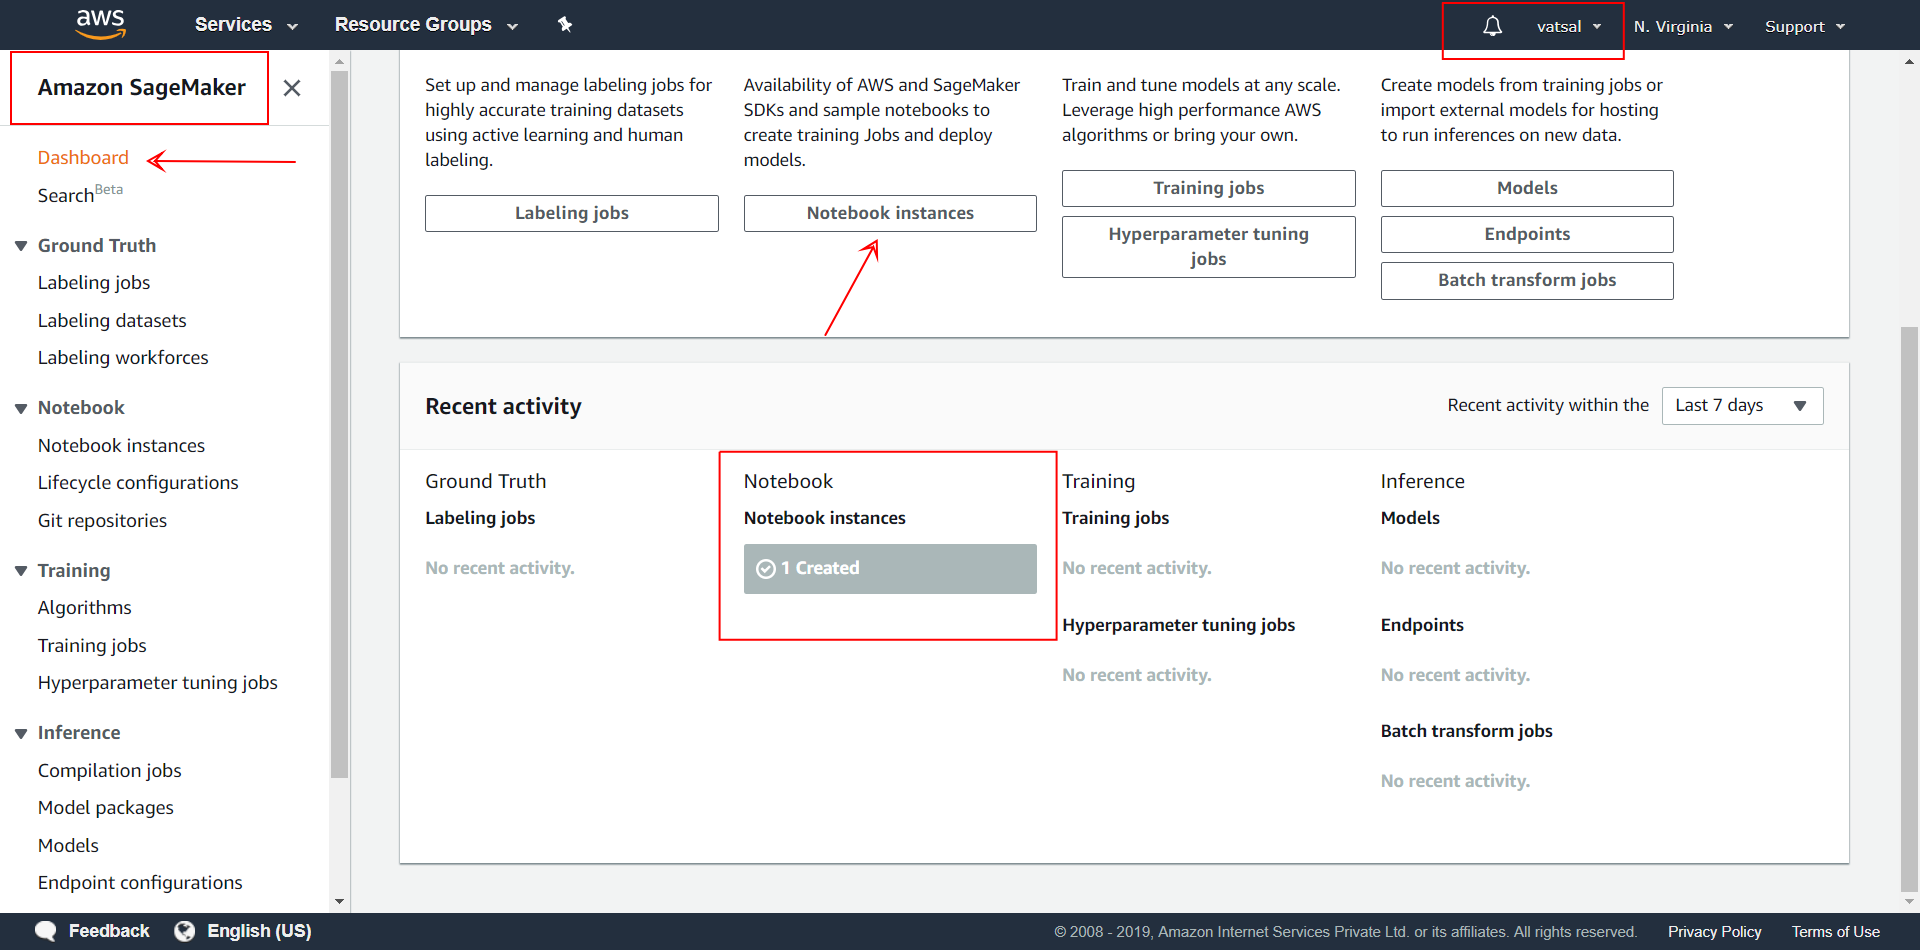 aws
Services
Resource Groups
vatsal
N. Virginia
Support
Amazon SageMaker
Dashboard
Search Beta
Ground Truth
Labeling jobs
Labeling datasets
Labeling workforces
Notebook
Notebook instances
Lifecycle configurations
Git repositories
Training
Algorithms
Training jobs
Hyperparameter tuning jobs
Inference
Compilation jobs
Model packages
Models
Endpoint configurations
Set up and manage labeling jobs for
highly accurate training datasets
using active learning and human
labeling.
Labeling jobs
Availability of AWS and SageMaker
SDKs and sample notebooks to
create training Jobs and deploy
models.
Notebook instances
Train and tune models at any scale.
Leverage high performance AWS
algorithms or bring your own.
Training jobs
Hyperparameter tuning
jobs
Create models from training jobs or
import external models for hosting
to run inferences on new data.
Models
Endpoints
Batch transform jobs
Recent activity
Recent activity within the
Last 7 days
Ground Truth
Labeling jobs
No recent activity.
Notebook
Notebook instances
1 Created
Training
Training jobs
No recent activity.
Hyperparameter tuning jobs
No recent activity.
Inference
Models
No recent activity.
Endpoints
No recent activity.
Batch transform jobs
No recent activity.
Feedback
English (US)
© 2008 - 2019, Amazon Internet Services Private Ltd. or its affiliates. All rights reserved.
Privacy Policy
Terms of Use